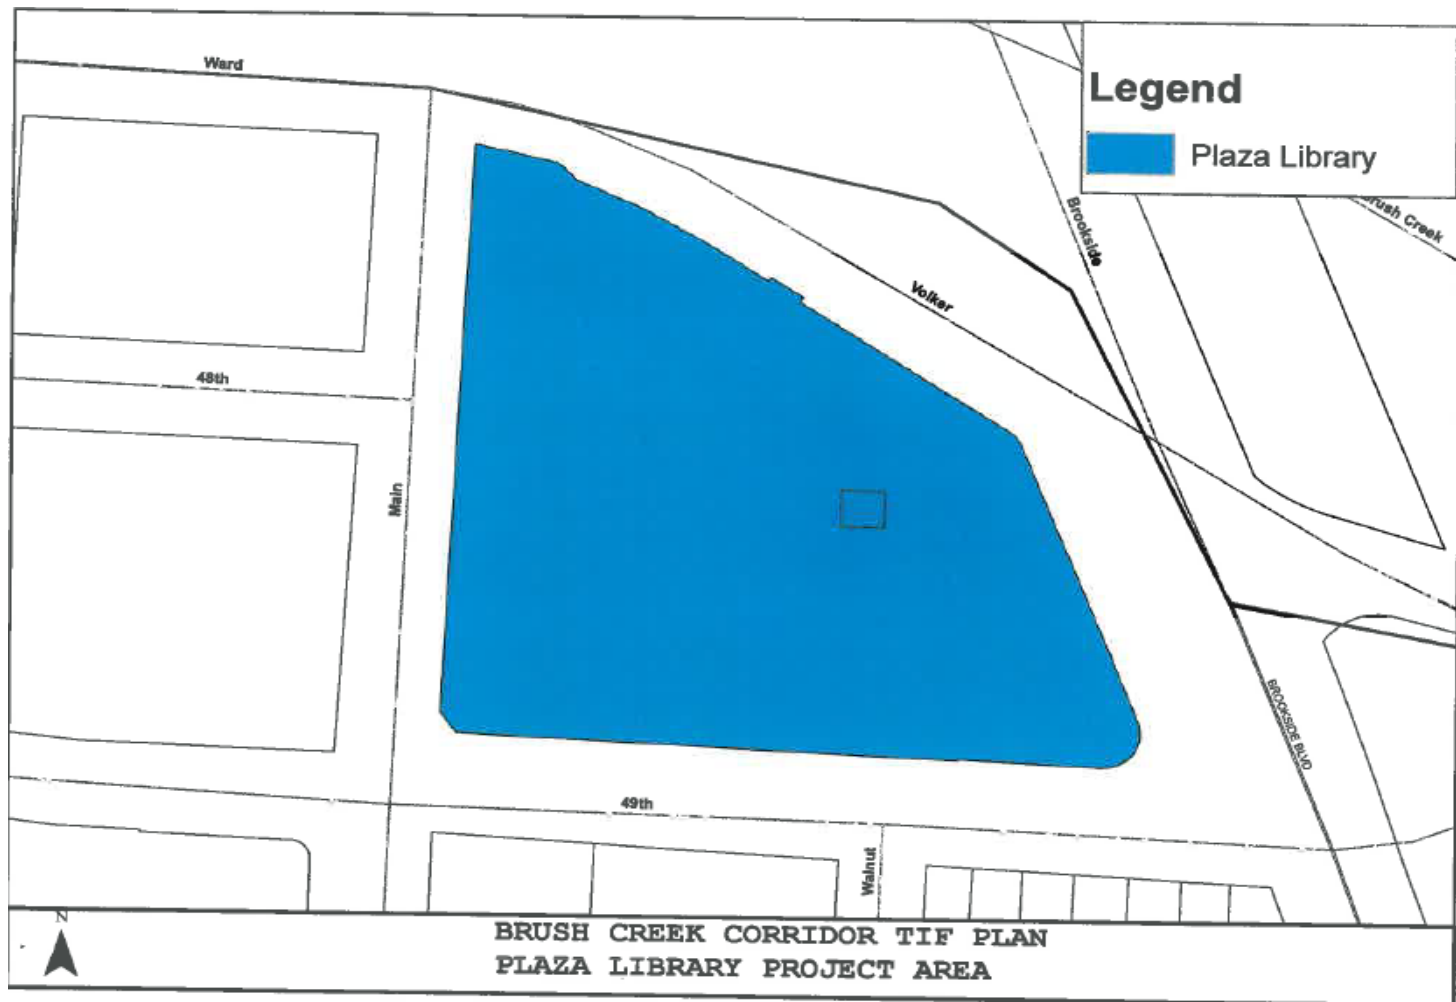 Ward
Legend
Plaza Library
Brookside
Brush Creek
Volker
48th
Main
BROOKSIDE BLVD
49th
Walnut
N
BRUSH CREEK CORRIDOR TIF PLAN
PLAZA LIBRARY PROJECT AREA